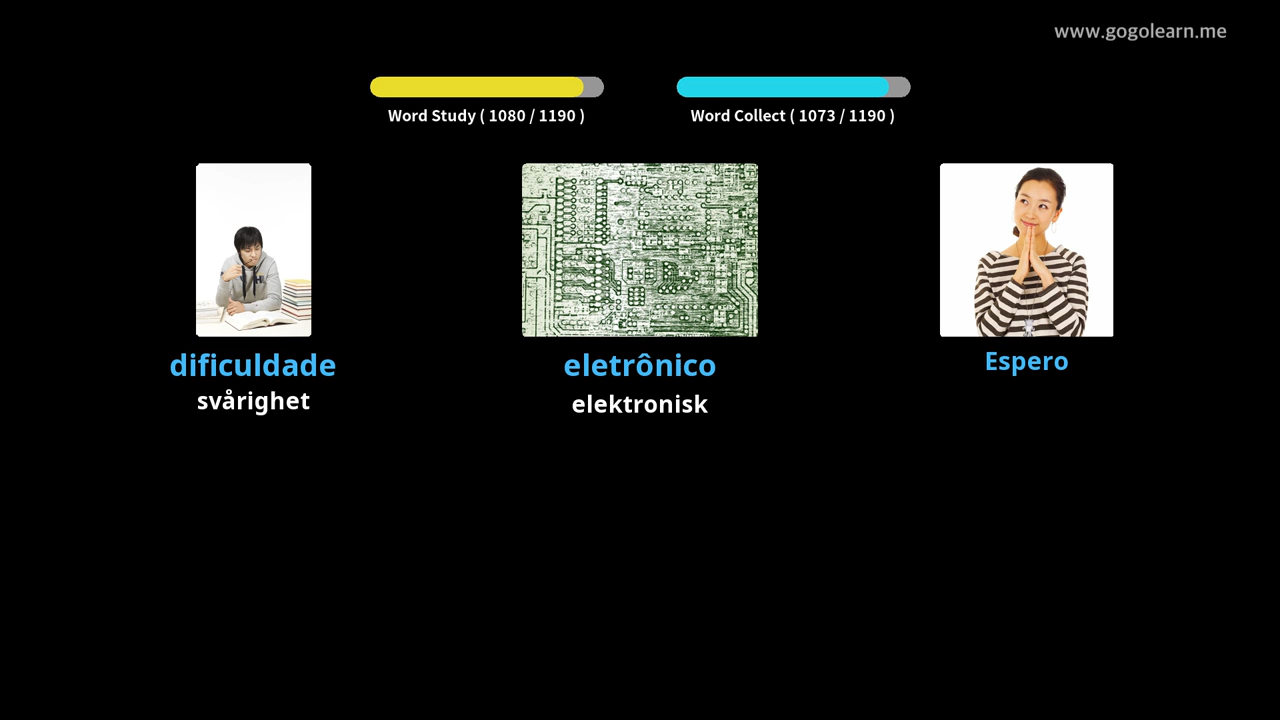 www.gogolearn.me
Word Study ( 1080 / 1190 )
Word Collect ( 1073 / 1190 )
dificuldade
svårighet
eletrônico
elektronisk
Espero